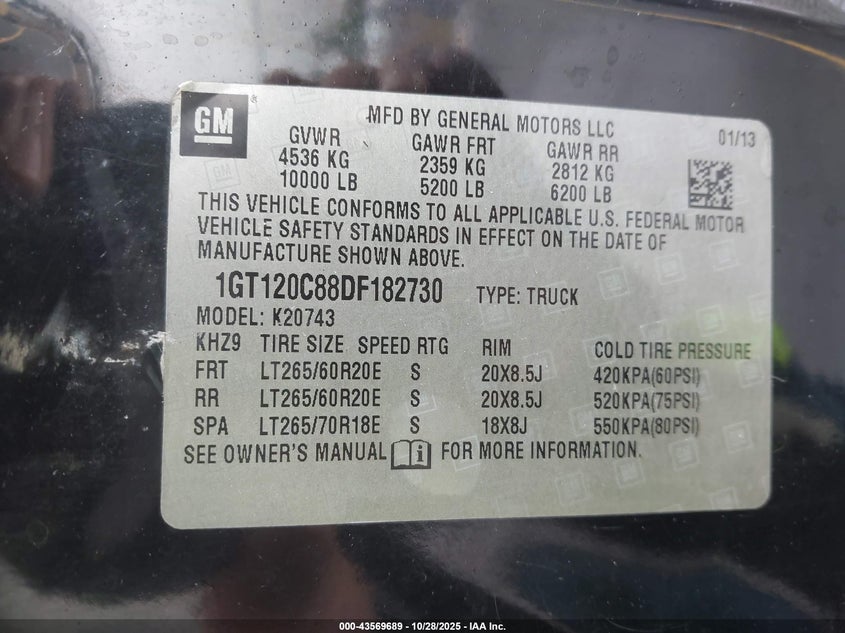 GM
MFD BY GENERAL MOTORS LLC
01/13
GVWR GAWR FRT GAWR RR
4536 KG 2359 KG 2812 KG
10000 LB 5200 LB 6200 LB
THIS VEHICLE CONFORMS TO ALL APPLICABLE U.S. FEDERAL MOTOR
VEHICLE SAFETY STANDARDS IN EFFECT ON THE DATE OF
MANUFACTURE SHOWN ABOVE.
1GT120C88DF182730 TYPE: TRUCK
MODEL: K20743
KHZ9 TIRE SIZE SPEED RTG RIM COLD TIRE PRESSURE
FRT LT265/60R20E S 20X8.5J 420KPA(60PSI)
RR LT265/60R20E S 20X8.5J 520KPA(75PSI)
SPA LT265/70R18E S 18X8J 550KPA(80PSI)
SEE OWNER'S MANUAL FOR MORE INFORMATION.
000-43569689 - 10/28/2025 - IAA Inc.